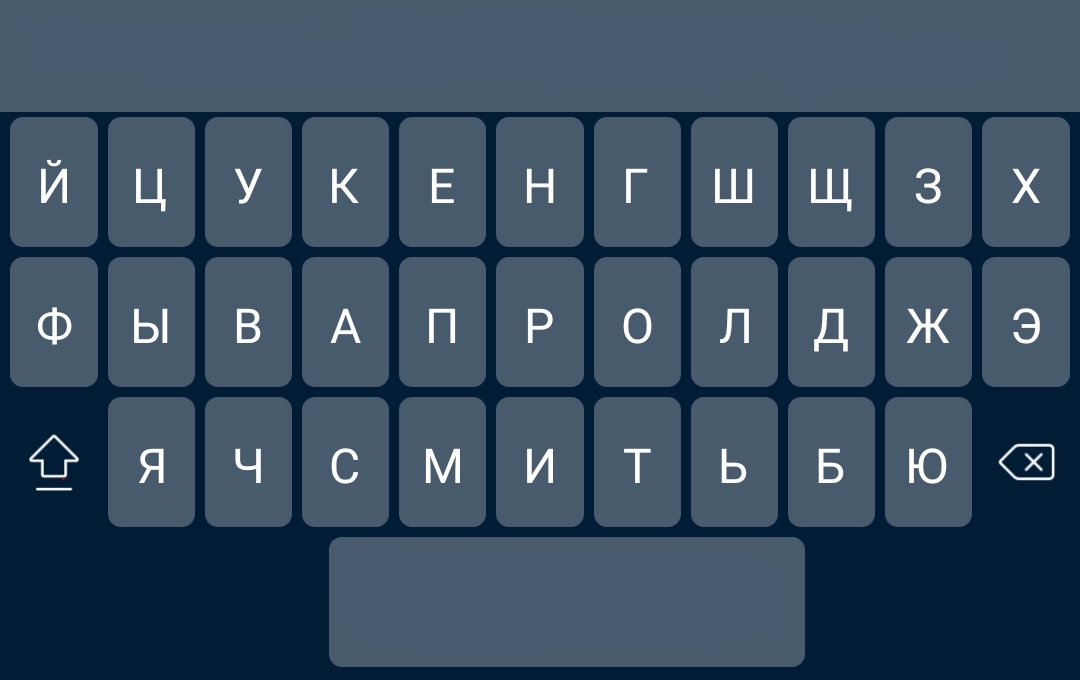 Й Ц У К Е Н Г Ш Щ З Х
Ф Ы В А П Р О Л Д Ж Э
Я Ч С М И Т Ь Б Ю